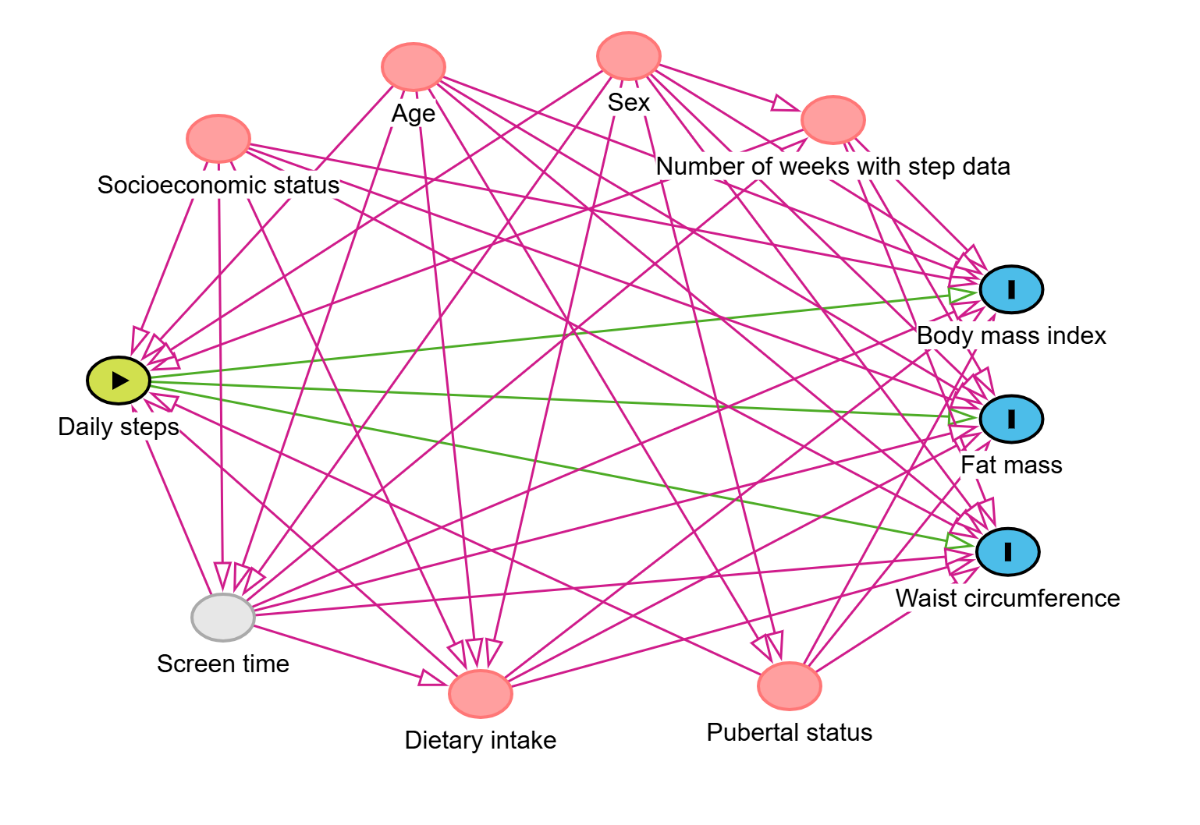 Sex
Age
Number of weeks with step data
Socioeconomic status
Body mass index
Daily steps
Fat mass
Waist circumference
Screen time
Pubertal status
Dietary intake